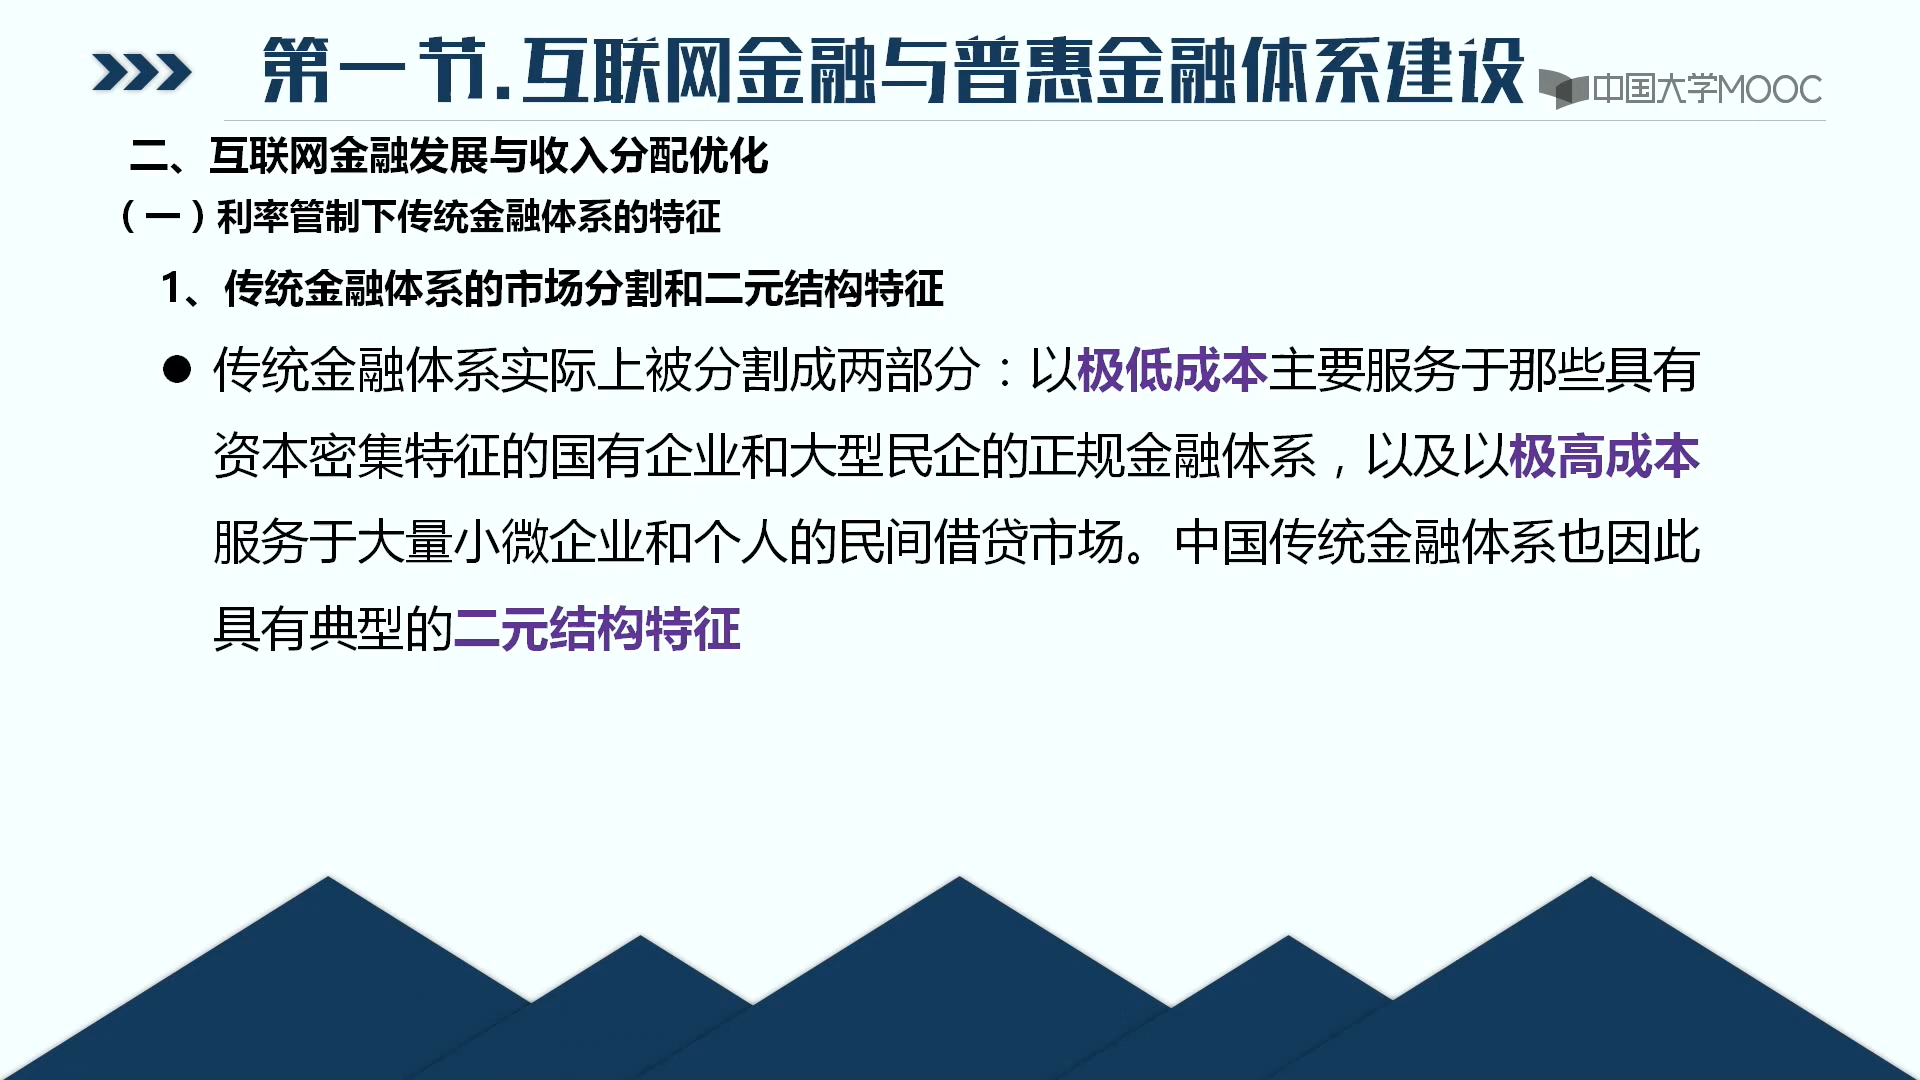 第一节.互联网金融与普惠金融体系建设
中国大学MOOC
二、互联网金融发展与收入分配优化
（一）利率管制下传统金融体系的特征
1、传统金融体系的市场分割和二元结构特征
● 传统金融体系实际上被分割成两部分：以极低成本主要服务于那些具有
资本密集特征的国有企业和大型民企的正规金融体系，以及以极高成本
服务于大量小微企业和个人的民间借贷市场。中国传统金融体系也因此
具有典型的二元结构特征